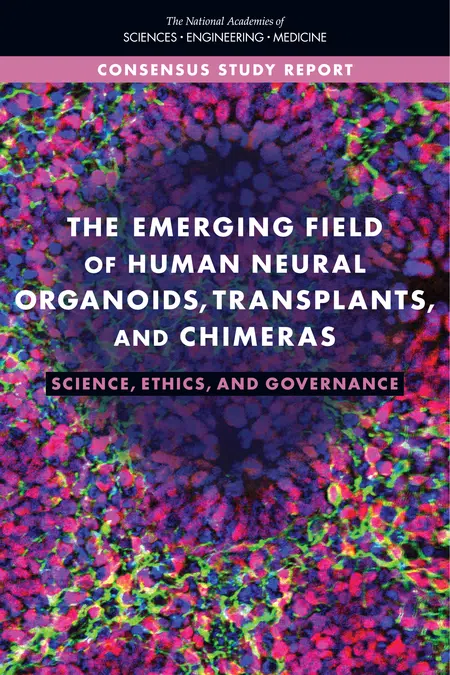 The National Academies of
SCIENCES · ENGINEERING · MEDICINE
CONSENSUS STUDY REPORT
THE EMERGING FIELD
OF HUMAN NEURAL
ORGANOIDS, TRANSPLANTS,
AND CHIMERAS
SCIENCE, ETHICS, AND GOVERNANCE